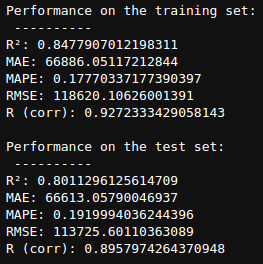 Performance on the training set:
----------
R²: 0.8477907012198311
MAE: 66886.05117212844
MAPE: 0.17770337177390397
RMSE: 118620.10626001391
R (corr): 0.9272333429058143

Performance on the test set:
----------
R²: 0.8011296125614709
MAE: 66613.05790046937
MAPE: 0.1919994036244396
RMSE: 113725.60110363089
R (corr): 0.8957974264370948